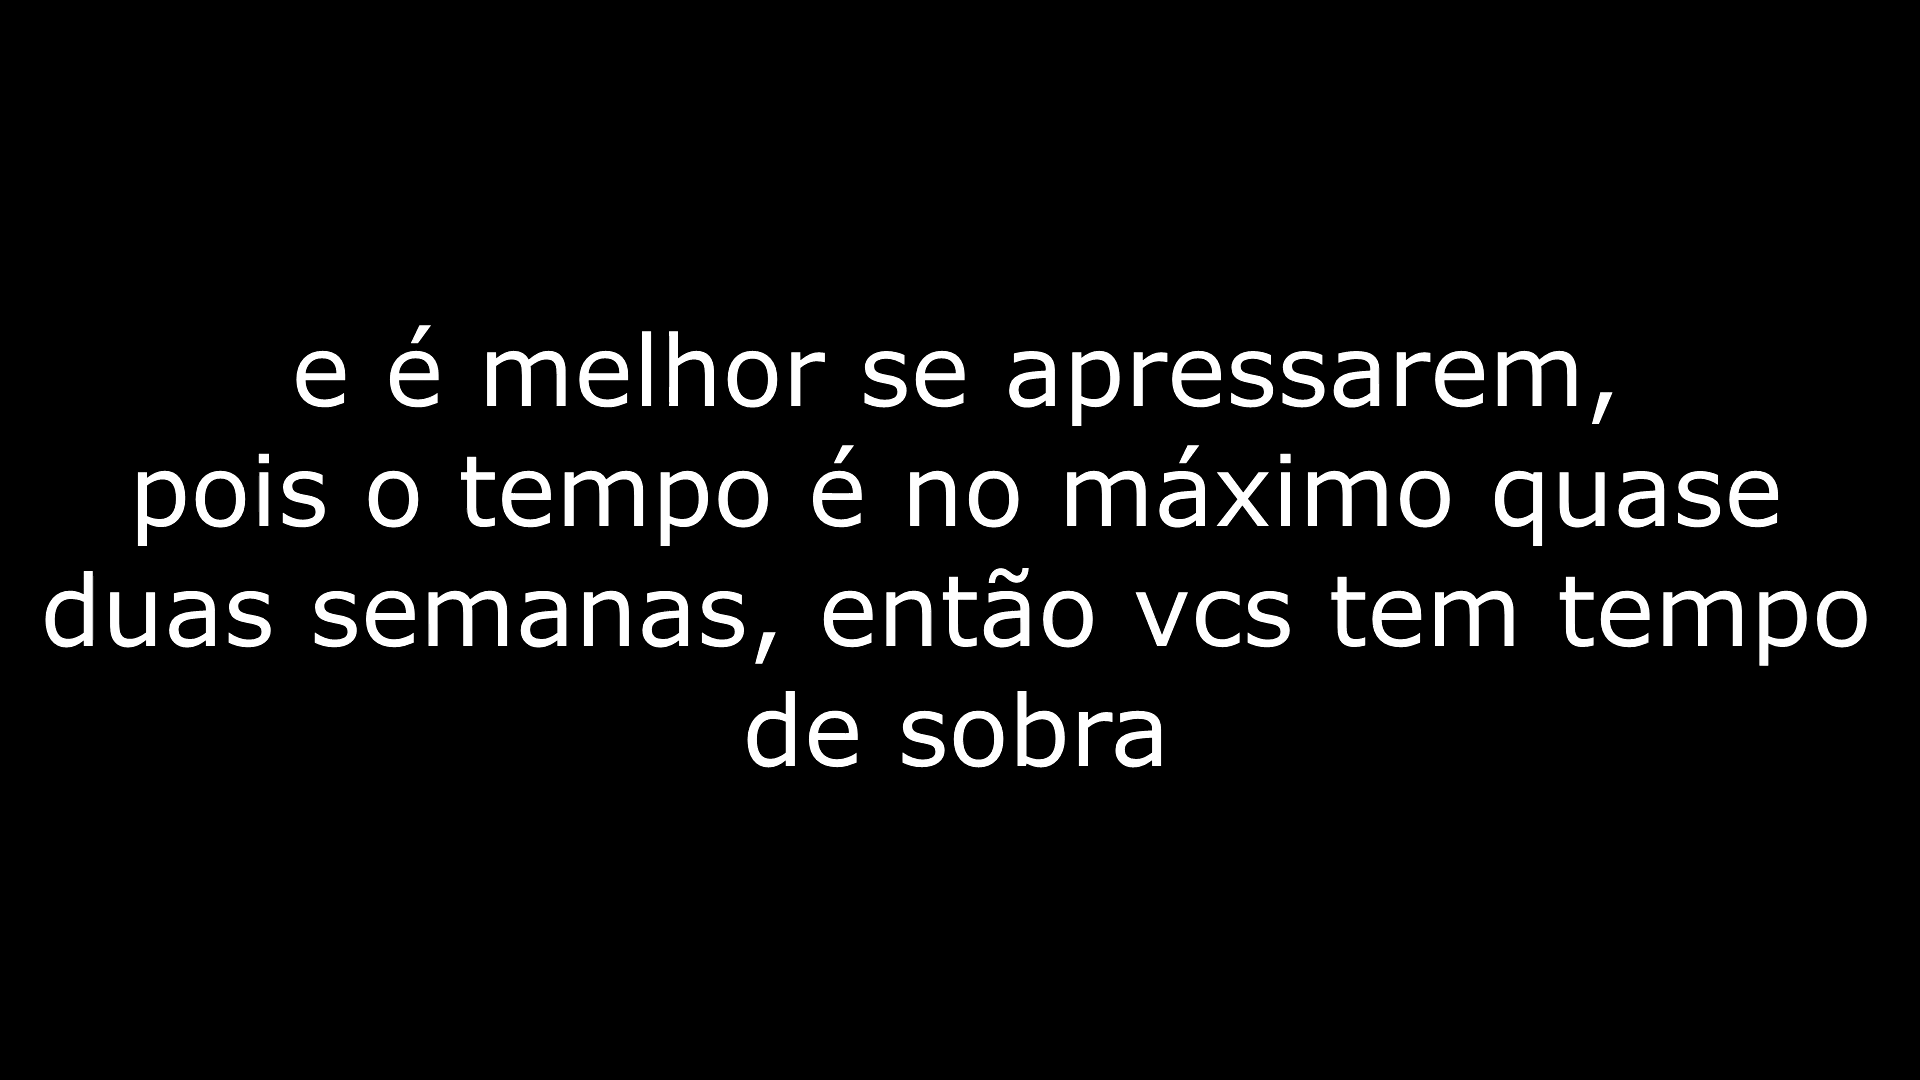 e é melhor se apressarem,
pois o tempo é no máximo quase
duas semanas, então vcs tem tempo
de sobra